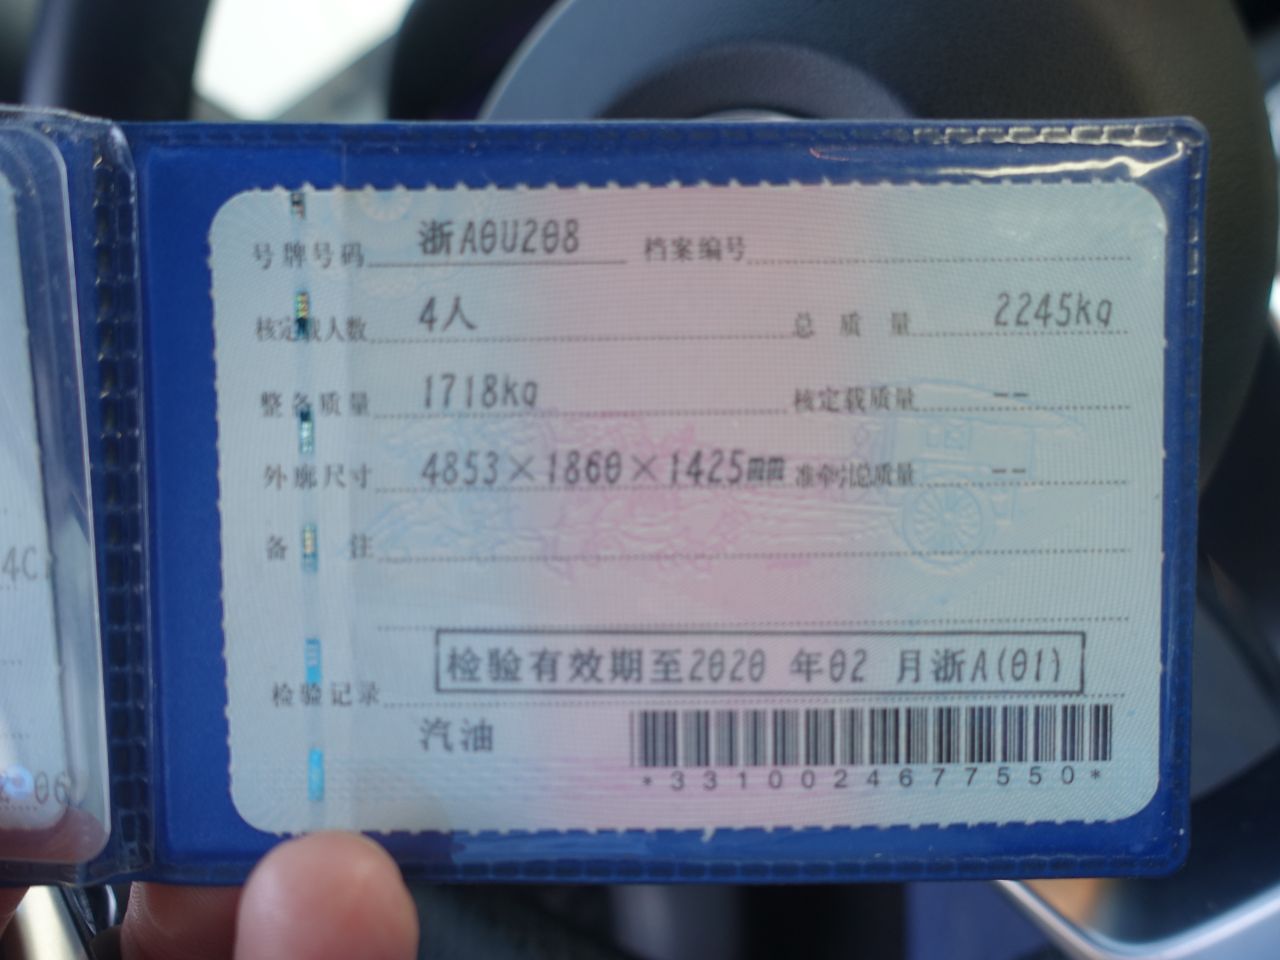 号牌号码 浙A0U208 档案编号
核定载人数 4人 总质量 2245kg
整备质量 1718kg 核定载质量 --
外廓尺寸 4853×1860×1425mm 准牵引总质量 --
备注
检验记录 检验有效期至2020 年02 月浙A(01)
汽油
*3310024677550*
4C
06